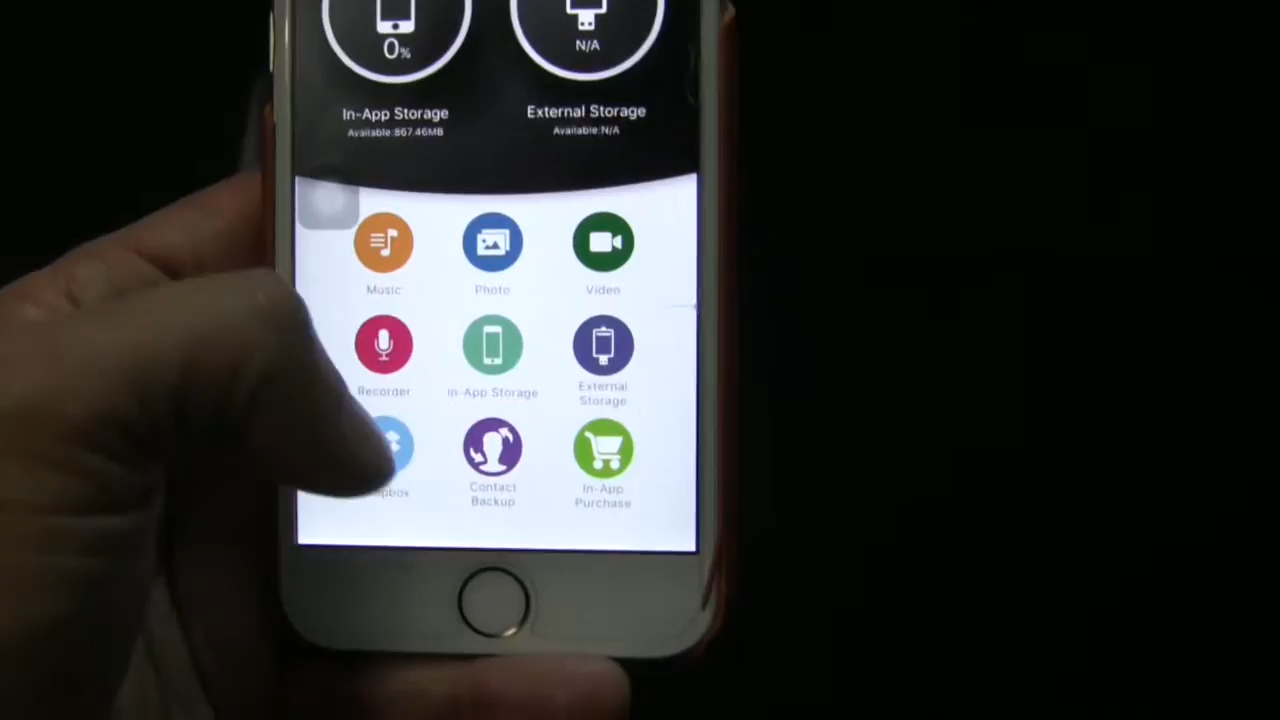 0% N/A
In-App Storage External Storage
Available:867.46MB Available:N/A
Music Photo Video
Recorder In-App Storage External
Storage
Contact In-App
Backup Purchase